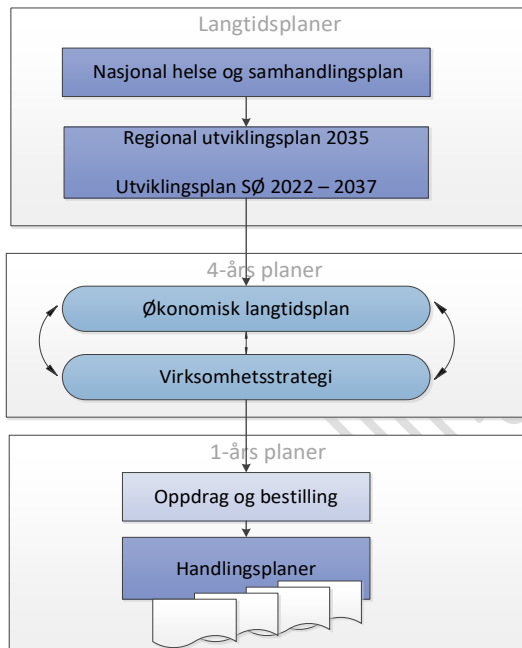 Langtidsplaner
Nasjonal helse og samhandlingsplan
Regional utviklingsplan 2035
Utviklingsplan SØ 2022 – 2037
4-års planer
Økonomisk langtidsplan
Virksomhetsstrategi
1-års planer
Oppdrag og bestilling
Handlingsplaner